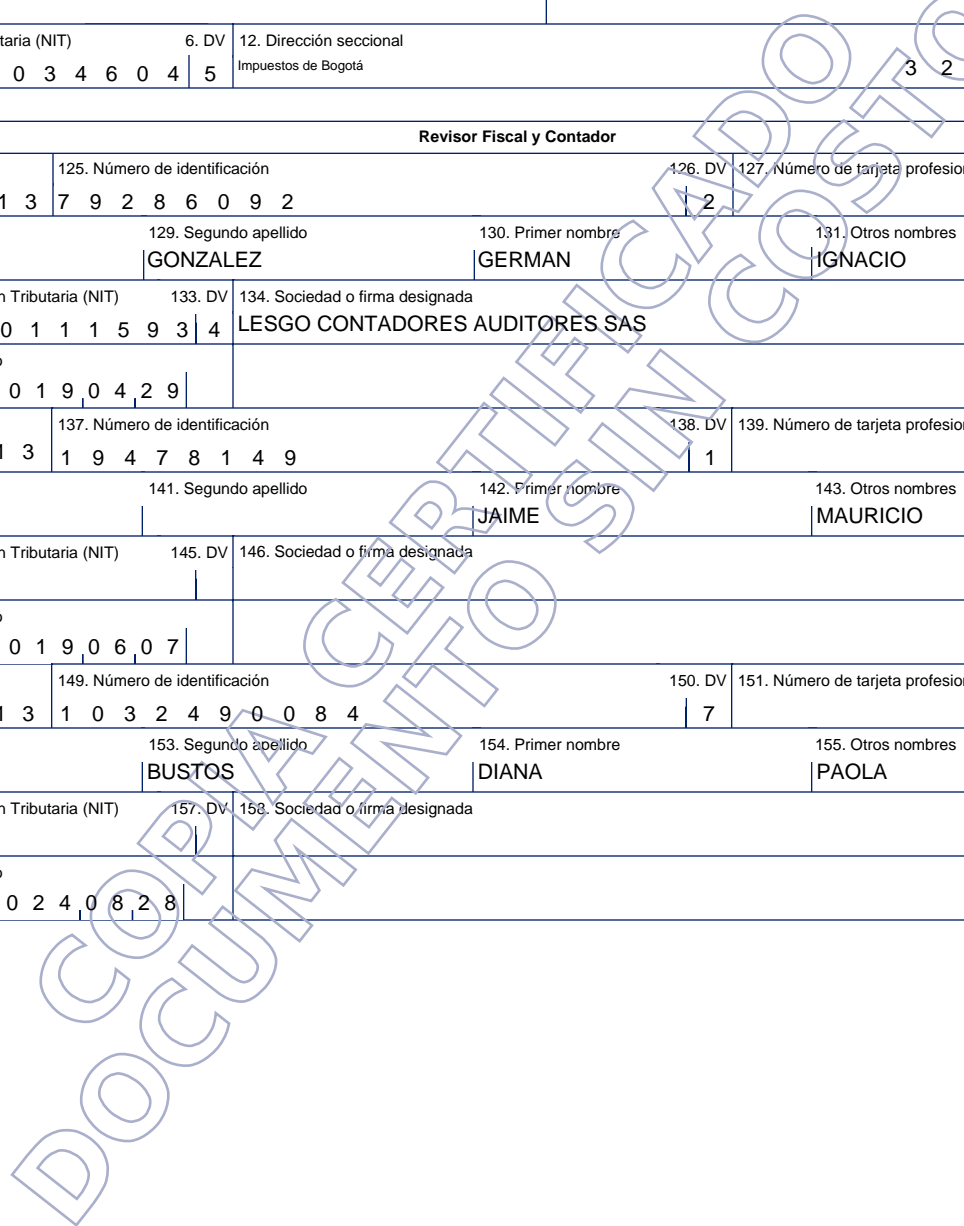 taria (NIT) 6. DV 12. Dirección seccional
0 3 4 6 0 4 5 Impuestos de Bogotá 3 2
Revisor Fiscal y Contador
125. Número de identificación 126. DV 127. Número de tarjeta profesion
1 3 7 9 2 8 6 0 9 2 2
129. Segundo apellido 130. Primer nombre 131. Otros nombres
GONZALEZ GERMAN IGNACIO
n Tributaria (NIT) 133. DV 134. Sociedad o firma designada
0 1 1 1 5 9 3 4 LESGO CONTADORES AUDITORES SAS
o
0 1 9 0 4 2 9
137. Número de identificación 138. DV 139. Número de tarjeta profesion
1 3 1 9 4 7 8 1 4 9 1
141. Segundo apellido 142. Primer nombre 143. Otros nombres
JAIME MAURICIO
n Tributaria (NIT) 145. DV 146. Sociedad o firma designada
o
0 1 9 0 6 0 7
149. Número de identificación 150. DV 151. Número de tarjeta profesion
1 3 1 0 3 2 4 9 0 0 8 4 7
153. Segundo apellido 154. Primer nombre 155. Otros nombres
BUSTOS DIANA PAOLA
n Tributaria (NIT) 157. DV 158. Sociedad o firma designada
o
0 2 4 0 8 2 8
COPIA CERTIFICADO
DOCUMENTO SIN COSTO